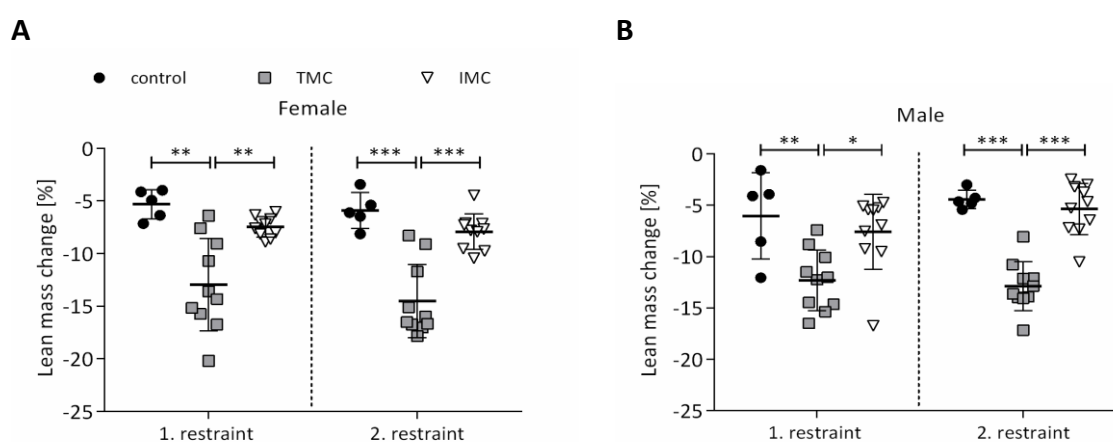 A
B
control TMC IMC
Female
Male
Lean mass change [%]
0
-5
-10
-15
-20
-25
** ** *** ***
1. restraint 2. restraint
Lean mass change [%]
0
-5
-10
-15
-20
-25
** * *** ***
1. restraint 2. restraint